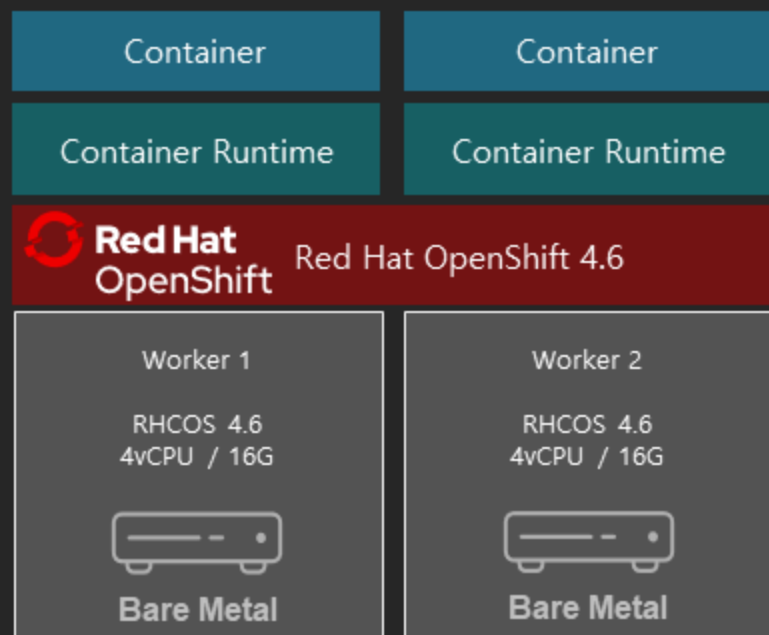 Container
Container
Container Runtime
Container Runtime
Red Hat
OpenShift
Red Hat OpenShift 4.6
Worker 1
RHCOS 4.6
4vCPU / 16G
Bare Metal
Worker 2
RHCOS 4.6
4vCPU / 16G
Bare Metal